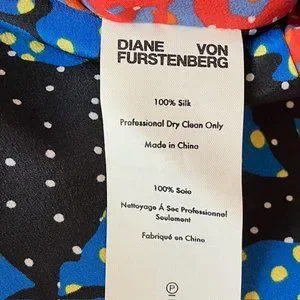 DIANE VON
FURSTENBERG
100% Silk
Professional Dry Clean Only
Made in China
100% Soie
Nettoyage À Sec Professionnel
Seulement
Fabriqué en Chine
P